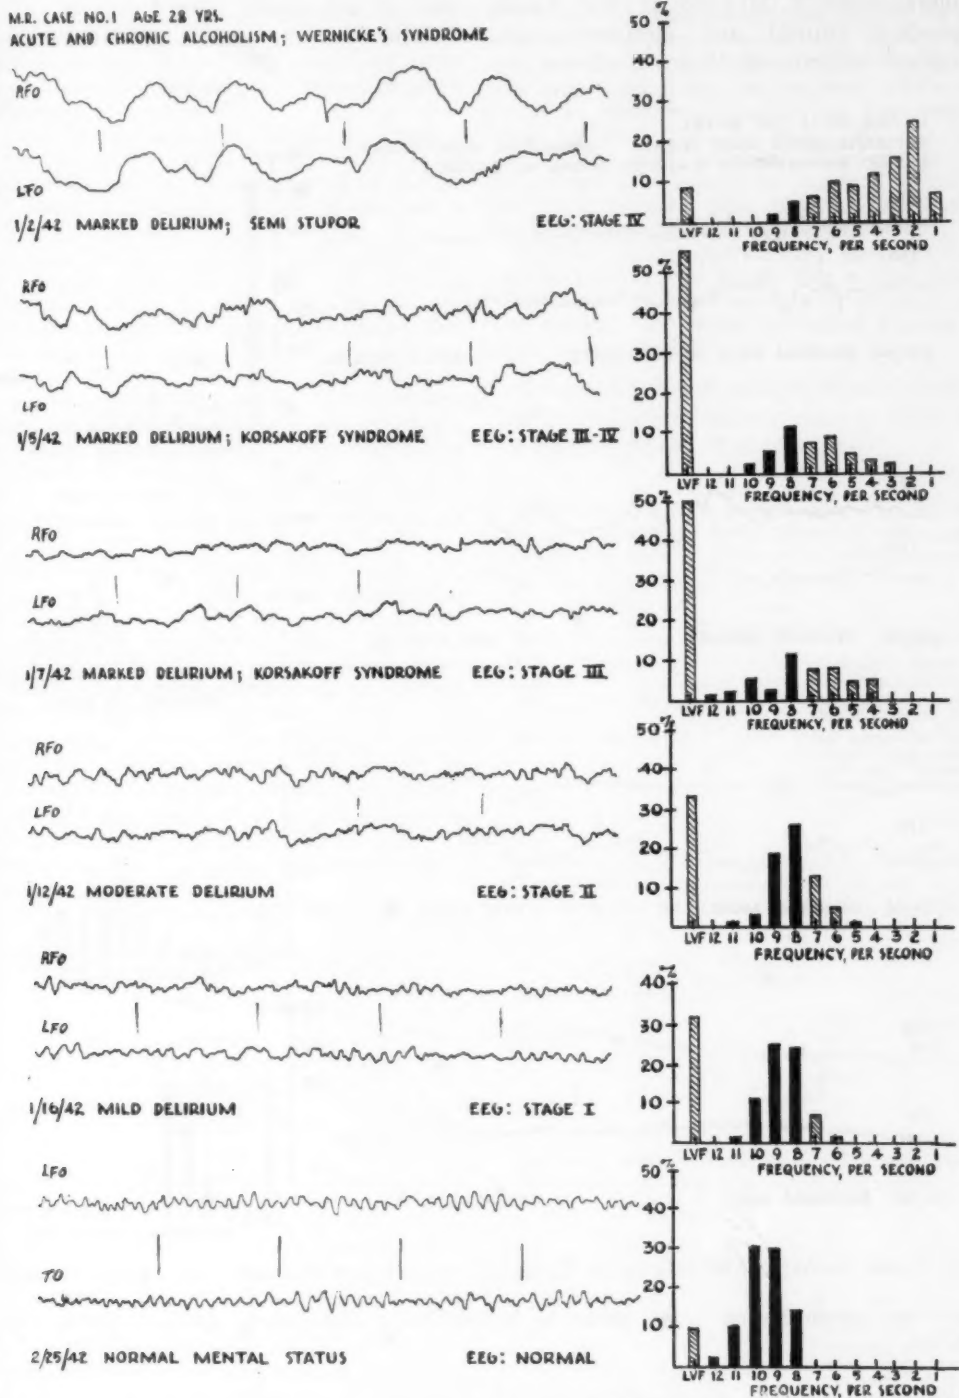 M.R. CASE NO.1 AGE 28 YRS.
ACUTE AND CHRONIC ALCOHOLISM; WERNICKE'S SYNDROME
RFO
LFO
1/2/42 MARKED DELIRIUM; SEMI STUPOR EEG: STAGE IV
%
50
40
30
20
10
LVF 12 11 10 9 8 7 6 5 4 3 2 1
FREQUENCY, PER SECOND
RFO
LFO
1/5/42 MARKED DELIRIUM; KORSAKOFF SYNDROME EEG: STAGE III-IV
%
50
40
30
20
10
LVF 12 11 10 9 8 7 6 5 4 3 2 1
FREQUENCY, PER SECOND
RFO
LFO
1/7/42 MARKED DELIRIUM; KORSAKOFF SYNDROME EEG: STAGE III
50%
40
30
20
10
LVF 12 11 10 9 8 7 6 5 4 3 2 1
FREQUENCY, PER SECOND
RFO
LFO
1/12/42 MODERATE DELIRIUM EEG: STAGE II
50%
40
30
20
10
LVF 12 11 10 9 8 7 6 5 4 3 2 1
FREQUENCY, PER SECOND
RFO
LFO
1/16/42 MILD DELIRIUM EEG: STAGE I
%
40
30
20
10
LVF 12 11 10 9 8 7 6 5 4 3 2 1
FREQUENCY, PER SECOND
LFO
TO
2/25/42 NORMAL MENTAL STATUS EEG: NORMAL
%
50
40
30
20
10
LVF 12 11 10 9 8 7 6 5 4 3 2 1
FREQUENCY, PER SECOND